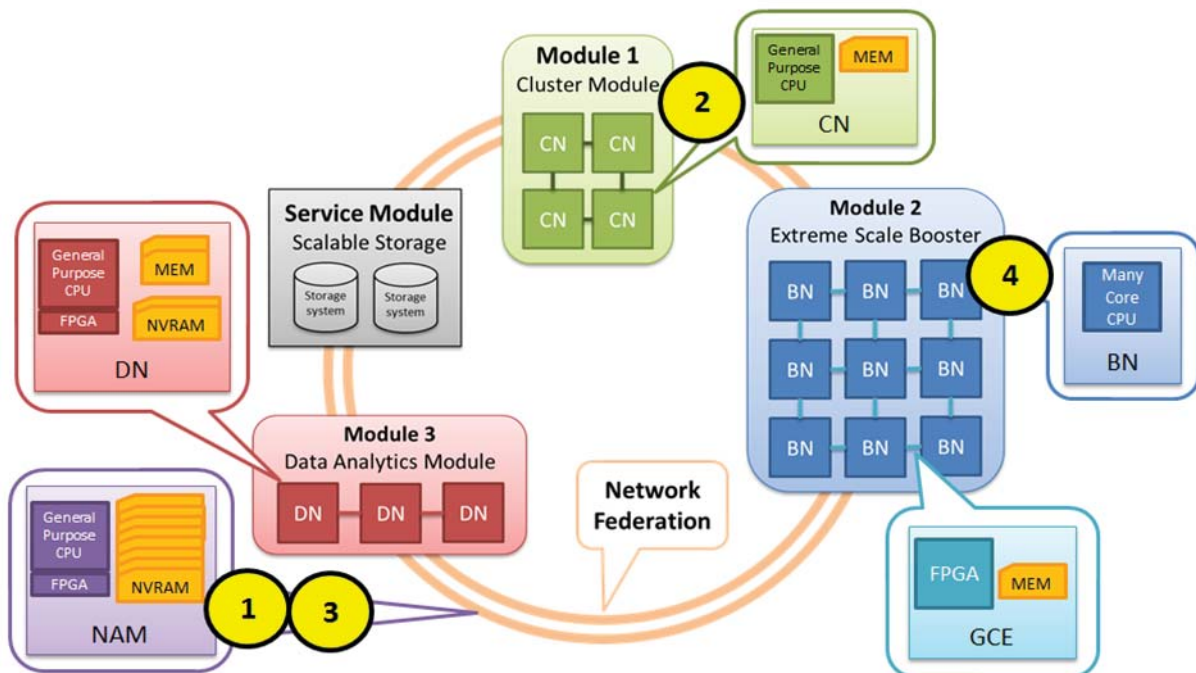 Module 1
Cluster Module
CN CN
CN CN
2
General
Purpose
CPU
MEM
CN
Service Module
Scalable Storage
Storage
system
Storage
system
General
Purpose
CPU
FPGA
MEM
NVRAM
DN
Module 2
Extreme Scale Booster
BN BN BN
BN BN BN
BN BN BN
4
Many
Core
CPU
BN
Module 3
Data Analytics Module
DN DN DN
Network
Federation
General
Purpose
CPU
FPGA
NVRAM
NAM
1
3
FPGA
MEM
GCE